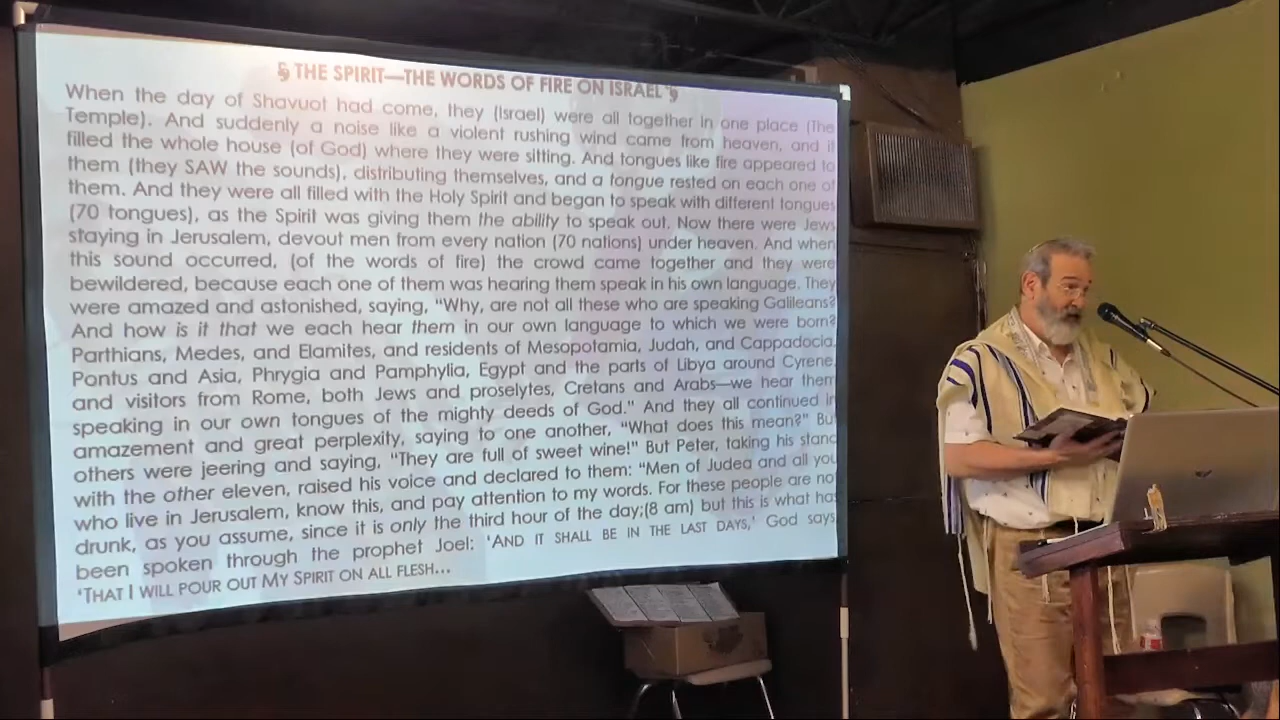 THE SPIRIT—THE WORDS OF FIRE ON ISRAEL
When the day of Shavuot had come, they (Israel) were all together in one place (The
Temple). And suddenly a noise like a violent rushing wind came from heaven, and it
filled the whole house (of God) where they were sitting. And tongues like fire appeared to
them (they SAW the sounds), distributing themselves, and a tongue rested on each one of
them. And they were all filled with the Holy Spirit and began to speak with different tongues
(70 tongues), as the Spirit was giving them the ability to speak out. Now there were Jews
staying in Jerusalem, devout men from every nation (70 nations) under heaven. And when
this sound occurred, (of the words of fire) the crowd came together and they were
bewildered, because each one of them was hearing them speak in his own language. They
were amazed and astonished, saying, “Why, are not all these who are speaking Galileans?
And how is it that we each hear them in our own language to which we were born?
Parthians, Medes, and Elamites, and residents of Mesopotamia, Judah, and Cappadocia,
Pontus and Asia, Phrygia and Pamphylia, Egypt and the parts of Libya around Cyrene,
and visitors from Rome, both Jews and proselytes, Cretans and Arabs—we hear them
speaking in our own tongues of the mighty deeds of God.” And they all continued in
amazement and great perplexity, saying to one another, “What does this mean?” But
others were jeering and saying, “They are full of sweet wine!” But Peter, taking his stand
with the other eleven, raised his voice and declared to them: “Men of Judea and all you
who live in Jerusalem, know this, and pay attention to my words. For these people are not
drunk, as you assume, since it is only the third hour of the day;(8 am) but this is what has
been spoken through the prophet Joel: ‘AND IT SHALL BE IN THE LAST DAYS,’ God says,
‘THAT I WILL POUR OUT MY SPIRIT ON ALL FLESH...